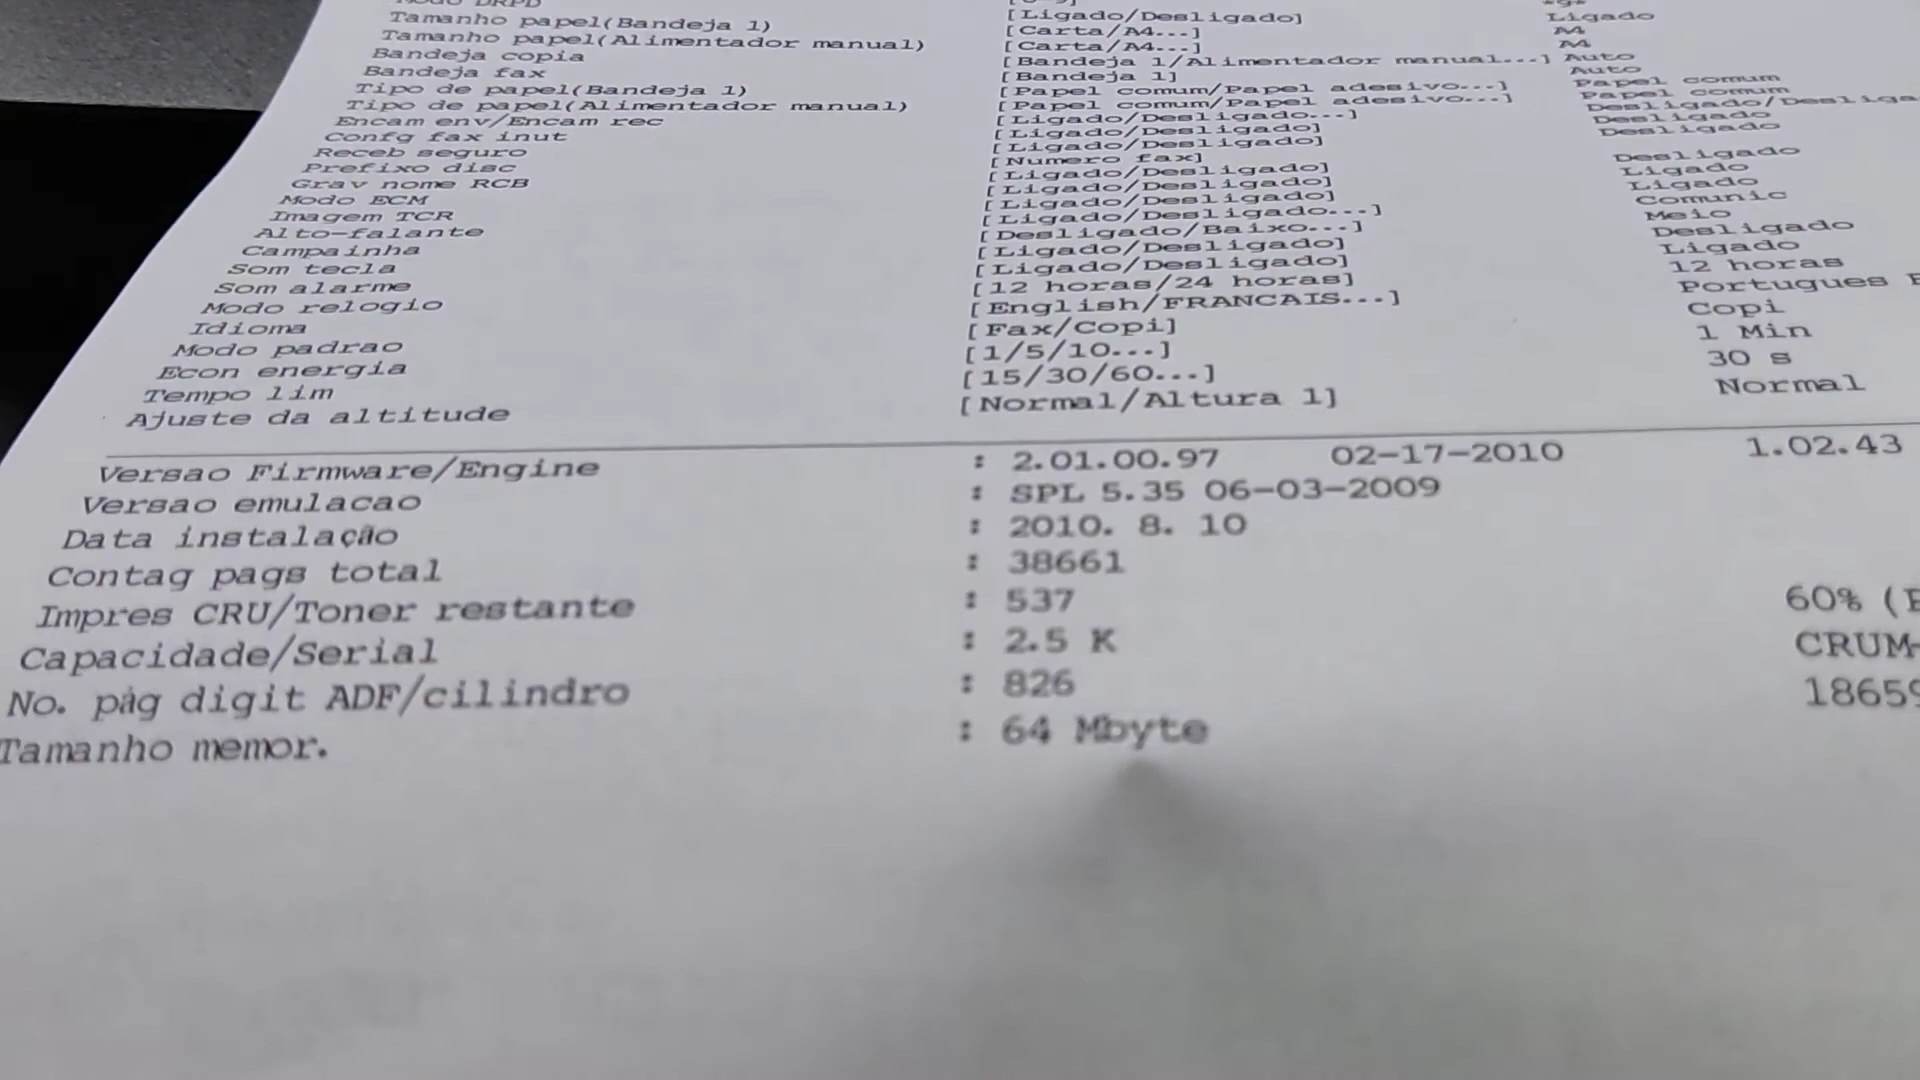 Modo DRPD
Tamanho papel(Bandeja 1) [Ligado/Desligado] Ligado
Tamanho papel(Alimentador manual) [Carta/A4...] A4
Bandeja copia [Carta/A4...] A4
Bandeja fax [Bandeja 1/Alimentador manual...] Auto
Tipo de papel(Bandeja 1) [Bandeja 1] Auto
Tipo de papel(Alimentador manual) [Papel comum/Papel adesivo...] Papel comum
Encam env/Encam rec [Papel comum/Papel adesivo...] Papel comum
Confg fax inut [Ligado/Desligado...] Desligado/Desliga
Receb seguro [Ligado/Desligado] Desligado
Prefixo disc [Ligado/Desligado] Desligado
Grav nome RCB [Numero fax]
Modo ECM [Ligado/Desligado] Desligado
Imagem TCR [Ligado/Desligado] Ligado
Alto-falante [Ligado/Desligado] Ligado
Campainha [Ligado/Desligado...] Comunic
Som tecla [Desligado/Baixo...] Meio
Som alarme [Ligado/Desligado] Desligado
Modo relogio [Ligado/Desligado] Ligado
Idioma [12 horas/24 horas] 12 horas
Modo padrao [English/FRANCAIS...] Portugues
Econ energia [Fax/Copi] Copi
Tempo lim [1/5/10...] 1 Min
Ajuste da altitude [15/30/60...] 30 s
[Normal/Altura 1] Normal
Versao Firmware/Engine : 2.01.00.97 02-17-2010 1.02.43
Versao emulacao : SPL 5.35 06-03-2009
Data instalação : 2010. 8. 10
Contag pags total : 38661
Impres CRU/Toner restante : 537 60% (
Capacidade/Serial : 2.5 K CRUM-
No. pág digit ADF/cilindro : 826 18659
Tamanho memor. : 64 Mbyte